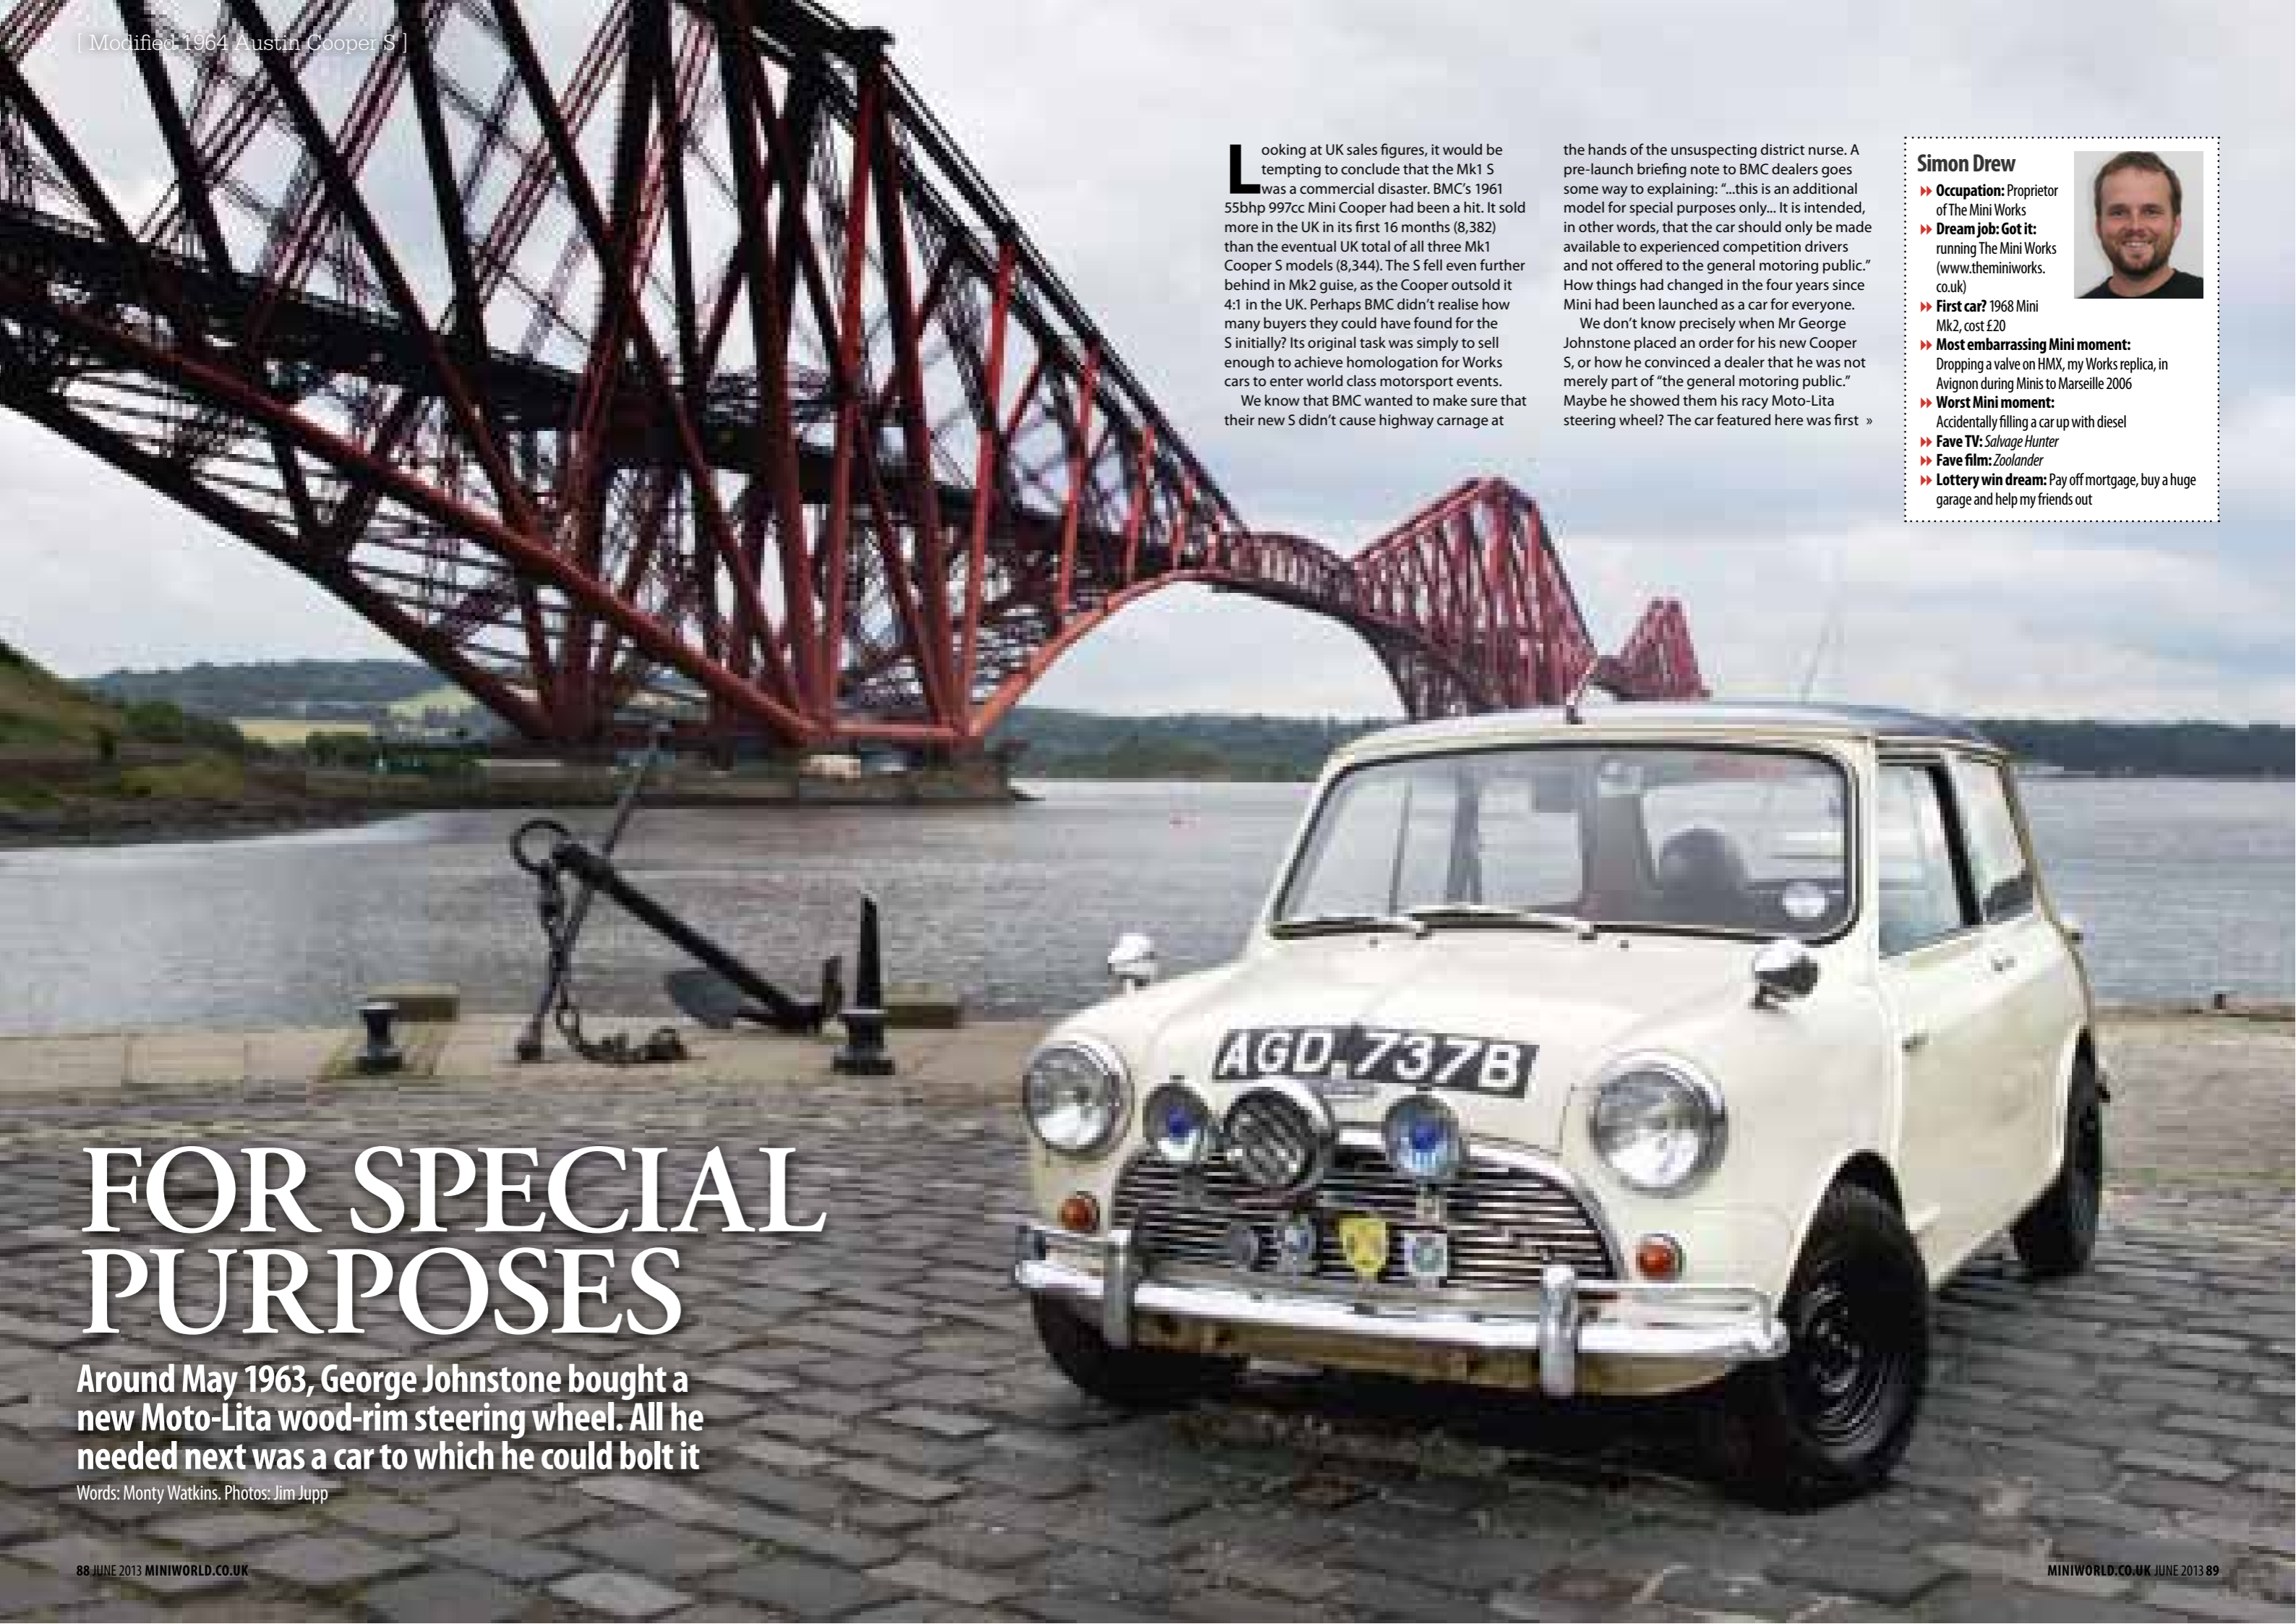 [ Modified 1964 Austin Cooper S ]
Looking at UK sales figures, it would be
tempting to conclude that the Mk1 S
was a commercial disaster. BMC’s 1961
55bhp 997cc Mini Cooper had been a hit. It sold
more in the UK in its first 16 months (8,382)
than the eventual UK total of all three Mk1
Cooper S models (8,344). The S fell even further
behind in Mk2 guise, as the Cooper outsold it
4:1 in the UK. Perhaps BMC didn’t realise how
many buyers they could have found for the
S initially? Its original task was simply to sell
enough to achieve homologation for Works
cars to enter world class motorsport events.
We know that BMC wanted to make sure that
their new S didn’t cause highway carnage at
the hands of the unsuspecting district nurse. A
pre-launch briefing note to BMC dealers goes
some way to explaining: “...this is an additional
model for special purposes only... It is intended,
in other words, that the car should only be made
available to experienced competition drivers
and not offered to the general motoring public.”
How things had changed in the four years since
Mini had been launched as a car for everyone.
We don’t know precisely when Mr George
Johnstone placed an order for his new Cooper
S, or how he convinced a dealer that he was not
merely part of “the general motoring public.”
Maybe he showed them his racy Moto-Lita
steering wheel? The car featured here was first »
Simon Drew
Occupation: Proprietor
of The Mini Works
Dream job: Got it:
running The Mini Works
(www.theminiworks.
co.uk)
First car? 1968 Mini
Mk2, cost £20
Most embarrassing Mini moment:
Dropping a valve on HMX, my Works replica, in
Avignon during Minis to Marseille 2006
Worst Mini moment:
Accidentally filling a car up with diesel
Fave TV: Salvage Hunter
Fave film: Zoolander
Lottery win dream: Pay off mortgage, buy a huge
garage and help my friends out
AGD 737B
FOR SPECIAL
PURPOSES
Around May 1963, George Johnstone bought a
new Moto-Lita wood-rim steering wheel. All he
needed next was a car to which he could bolt it
Words: Monty Watkins. Photos: Jim Jupp
88 JUNE 2013 MINIWORLD.CO.UK
MINIWORLD.CO.UK JUNE 2013 89